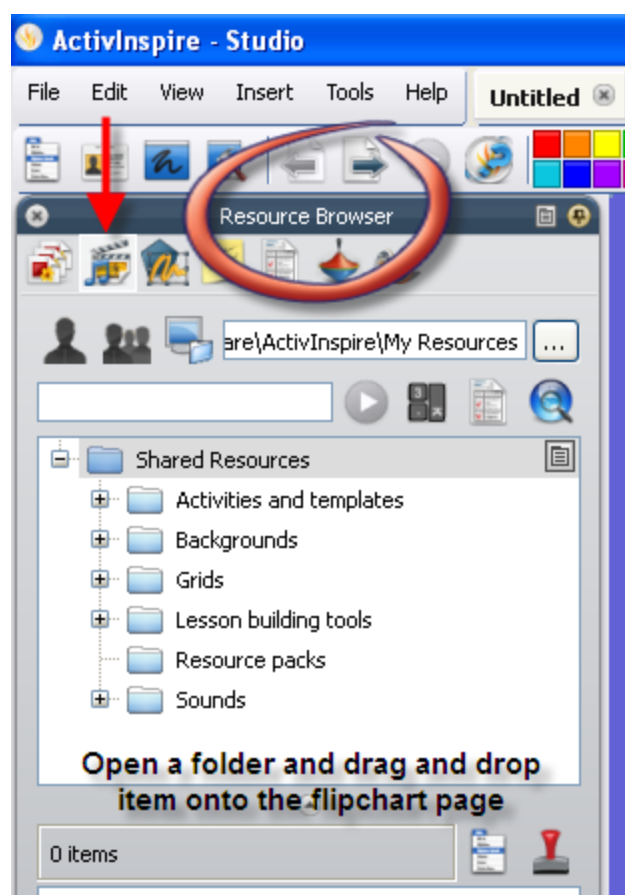 ActivInspire - Studio
File Edit View Insert Tools Help Untitled
Resource Browser
are\ActivInspire\My Resources ...
Shared Resources
Activities and templates
Backgrounds
Grids
Lesson building tools
Resource packs
Sounds
Open a folder and drag and drop
item onto the flipchart page
0 items